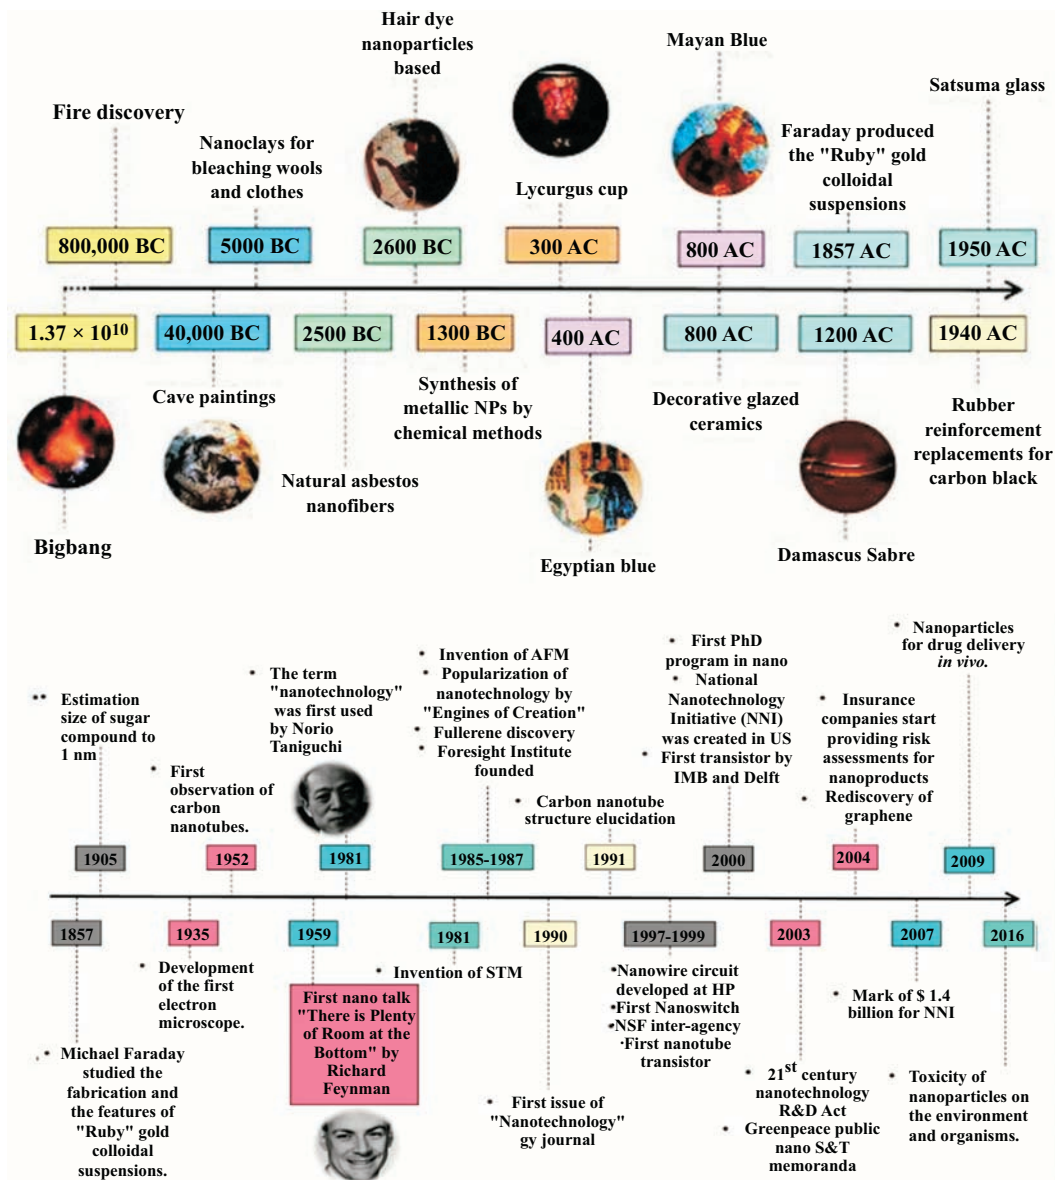 Hair dye
nanoparticles
based
Mayan Blue
Satsuma glass
Fire discovery
Nanoclays for
bleaching wools
and clothes
Faraday produced
the "Ruby" gold
colloidal
suspensions
Lycurgus cup
800,000 BC
5000 BC
2600 BC
300 AC
800 AC
1857 AC
1950 AC
1.37 × 10¹⁰
40,000 BC
2500 BC
1300 BC
400 AC
800 AC
1200 AC
1940 AC
Bigbang
Cave paintings
Natural asbestos
nanofibers
Synthesis of
metallic NPs by
chemical methods
Egyptian blue
Decorative glazed
ceramics
Damascus Sabre
Rubber
reinforcement
replacements for
carbon black
•• Estimation
size of sugar
compound to
1 nm
• First
observation of
carbon
nanotubes.
• The term
"nanotechnology"
was first used
by Norio
Taniguchi
• Invention of AFM
• Popularization of
nanotechnology by
"Engines of Creation"
• Fullerene discovery
• Foresight Institute
founded
• Carbon nanotube
structure elucidation
• First PhD
program in nano
• National
Nanotechnology
Initiative (NNI)
was created in US
• First transistor by
IMB and Delft
• Insurance
companies start
providing risk
assessments for
nanoproducts
• Rediscovery of
graphene
• Nanoparticles
for drug delivery
in vivo.
1905
1952
1981
1985-1987
1991
2000
2004
2009
1857
1935
1959
1981
1990
1997-1999
2003
2007
2016
• Michael Faraday
studied the
fabrication and
the features of
"Ruby" gold
colloidal
suspensions.
• Development
of the first
electron
microscope.
First nano talk
"There is Plenty
of Room at the
Bottom" by
Richard
Feynman
• Invention of STM
• First issue of
"Nanotechnology"
gy journal
•Nanowire circuit
developed at HP
•First Nanoswitch
•NSF inter-agency
·First nanotube
transistor
• 21st century
nanotechnology
R&D Act
• Greenpeace public
nano S&T
memoranda
• Mark of $ 1.4
billion for NNI
• Toxicity of
nanoparticles on
the environment
and organisms.